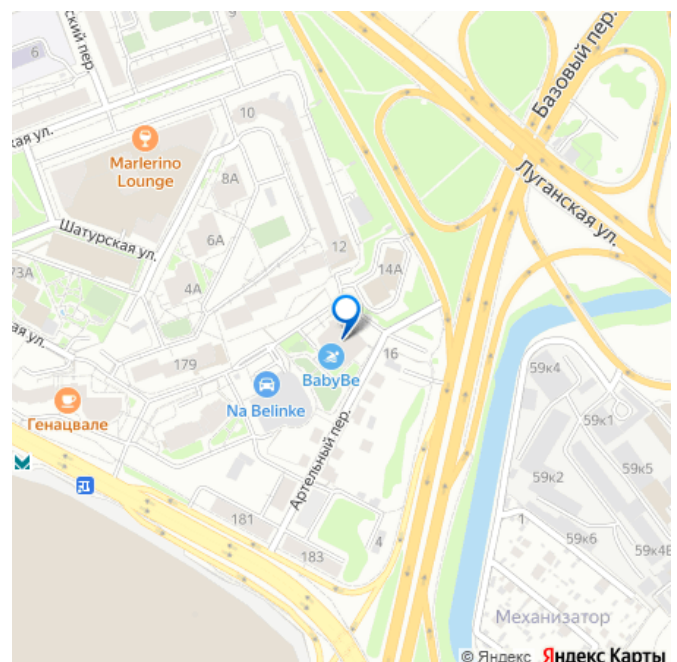 6
ский пер.
9
10
Базовый пер.
кая ул.
Marlerino
Lounge
8А
Луганская ул.
Шатурская ул.
6А
12
14А
73А
4А
ая ул.
179
16
BabyBe
59к4
Na Belinke
Генацвале
59к1
Артельный пер.
59к5
59к2
181
1
59к6
4
59к4В
183
Механизатор
© Яндекс Яндекс Карты